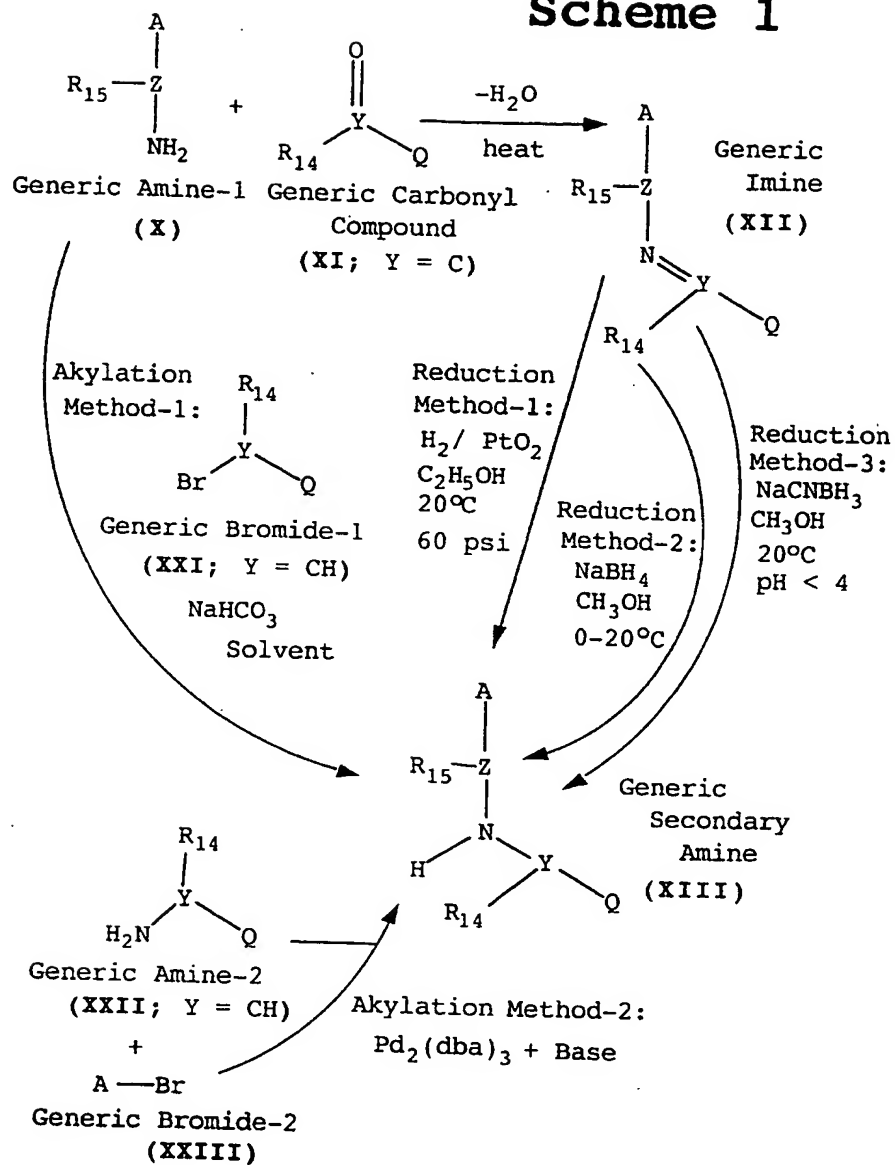 Scheme 1
A
R15—Z
NH2
Generic Amine-1
(X)
+
O
Y
R14
Q
Generic Carbonyl
Compound
(XI; Y = C)
–H2O
heat
A
R15—Z
N
Y
R14
Q
Generic
Imine
(XII)
Akylation
Method-1:
R14
Y
Br
Q
Generic Bromide-1
(XXI; Y = CH)
NaHCO3
Solvent
Reduction
Method-1:
H2/ PtO2
C2H5OH
20°C
60 psi
Reduction
Method-2:
NaBH4
CH3OH
0-20°C
Reduction
Method-3:
NaCNBH3
CH3OH
20°C
pH < 4
A
R15—Z
N
H
Y
R14
Q
Generic
Secondary
Amine
(XIII)
R14
Y
H2N
Q
Generic Amine-2
(XXII; Y = CH)
+
A—Br
Generic Bromide-2
(XXIII)
Akylation Method-2:
Pd2(dba)3 + Base